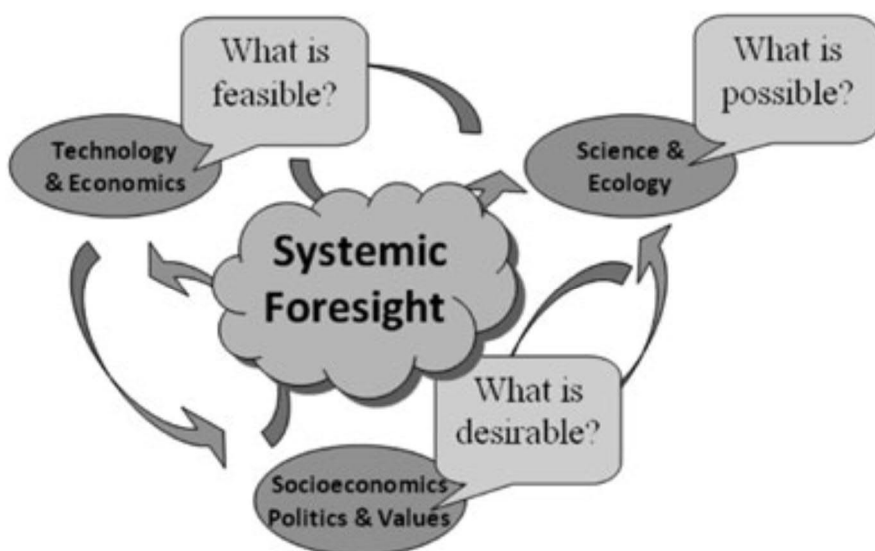 What is
feasible?
Technology
& Economics
What is
possible?
Science &
Ecology
Systemic
Foresight
What is
desirable?
Socioeconomics
Politics & Values